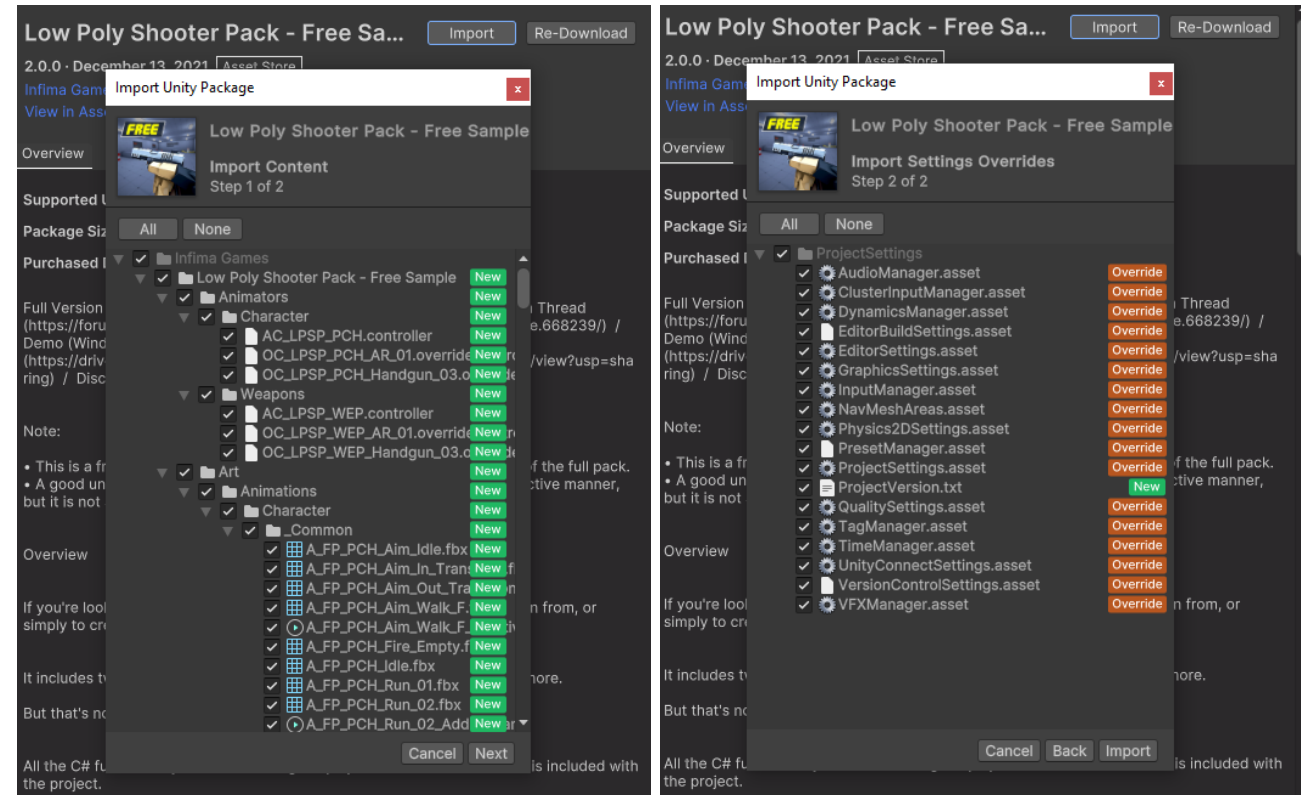 Low Poly Shooter Pack - Free Sa...
Import
Re-Download
2.0.0 · December 13, 2021
Asset Store
Infima Gam
View in Ass
Overview
Supported
Package Siz
Purchased
Full Version
Thread
(https://foru
e.668239/) /
Demo (Wind
(https://driv
/view?usp=sha
ring) / Disc
Note:
• This is a fr
f the full pack.
• A good un
ctive manner,
but it is not
Overview
If you're lool
n from, or
simply to cre
It includes tv
nore.
But that's no
All the C# fu
is included with
the project.
Import Unity Package
x
FREE
Low Poly Shooter Pack - Free Sample
Import Content
Step 1 of 2
All
None
Infima Games
Low Poly Shooter Pack - Free Sample New
Animators New
Character New
AC_LPSP_PCH.controller New
OC_LPSP_PCH_AR_01.override New
OC_LPSP_PCH_Handgun_03.o New
Weapons New
AC_LPSP_WEP.controller New
OC_LPSP_WEP_AR_01.override New
OC_LPSP_WEP_Handgun_03.o New
Art New
Animations New
Character New
_Common New
A_FP_PCH_Aim_Idle.fbx New
A_FP_PCH_Aim_In_Trans New
A_FP_PCH_Aim_Out_Tra New
A_FP_PCH_Aim_Walk_F. New
A_FP_PCH_Aim_Walk_F_ New
A_FP_PCH_Fire_Empty.f New
A_FP_PCH_Idle.fbx New
A_FP_PCH_Run_01.fbx New
A_FP_PCH_Run_02.fbx New
A_FP_PCH_Run_02_Add New
Cancel
Next
Low Poly Shooter Pack - Free Sa...
Import
Re-Download
2.0.0 · December 13, 2021
Asset Store
Infima Gam
View in Ass
Overview
Supported
Package Siz
Purchased
Full Version
Thread
(https://foru
e.668239/) /
Demo (Wind
(https://driv
/view?usp=sha
ring) / Disc
Note:
• This is a fr
f the full pack.
• A good un
ctive manner,
but it is not
Overview
If you're lool
n from, or
simply to cre
It includes tv
nore.
But that's no
All the C# fu
is included with
the project.
Import Unity Package
x
FREE
Low Poly Shooter Pack - Free Sample
Import Settings Overrides
Step 2 of 2
All
None
ProjectSettings
AudioManager.asset Override
ClusterInputManager.asset Override
DynamicsManager.asset Override
EditorBuildSettings.asset Override
EditorSettings.asset Override
GraphicsSettings.asset Override
InputManager.asset Override
NavMeshAreas.asset Override
Physics2DSettings.asset Override
PresetManager.asset Override
ProjectSettings.asset Override
ProjectVersion.txt New
QualitySettings.asset Override
TagManager.asset Override
TimeManager.asset Override
UnityConnectSettings.asset Override
VersionControlSettings.asset Override
VFXManager.asset Override
Cancel
Back
Import